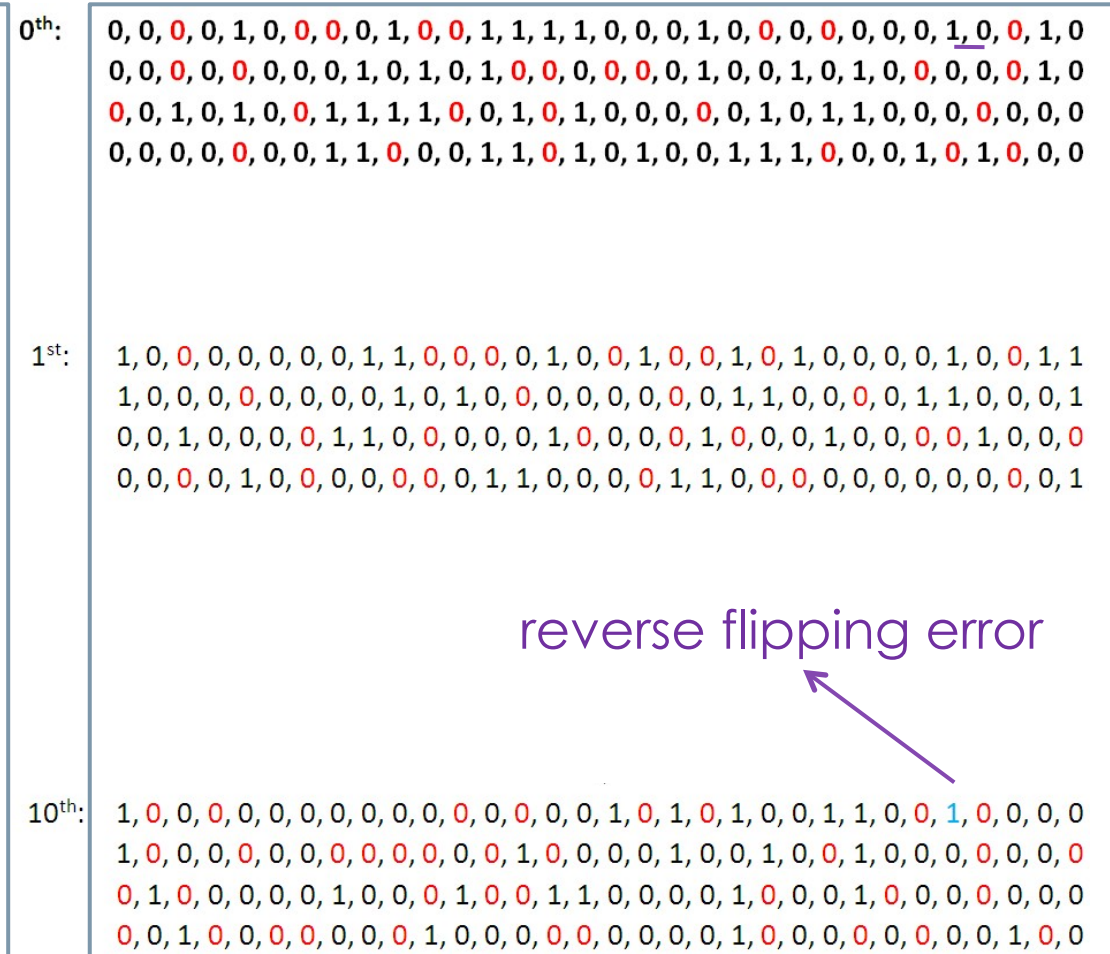 0th: 0, 0, 0, 0, 1, 0, 0, 0, 0, 1, 0, 0, 1, 1, 1, 1, 0, 0, 0, 1, 0, 0, 0, 0, 0, 0, 0, 1, 0, 0, 1, 0
0, 0, 0, 0, 0, 0, 0, 0, 1, 0, 1, 0, 1, 0, 0, 0, 0, 0, 0, 1, 0, 0, 1, 0, 1, 0, 0, 0, 0, 0, 1, 0
0, 0, 1, 0, 1, 0, 0, 1, 1, 1, 1, 0, 0, 1, 0, 1, 0, 0, 0, 0, 0, 1, 0, 1, 1, 0, 0, 0, 0, 0, 0, 0
0, 0, 0, 0, 0, 0, 0, 1, 1, 0, 0, 0, 1, 1, 0, 1, 0, 1, 0, 0, 1, 1, 1, 0, 0, 0, 1, 0, 1, 0, 0, 0
1st: 1, 0, 0, 0, 0, 0, 0, 0, 1, 1, 0, 0, 0, 0, 1, 0, 0, 1, 0, 0, 1, 0, 1, 0, 0, 0, 0, 1, 0, 0, 1, 1
1, 0, 0, 0, 0, 0, 0, 0, 0, 1, 0, 1, 0, 0, 0, 0, 0, 0, 0, 0, 1, 1, 0, 0, 0, 0, 1, 1, 0, 0, 0, 1
0, 0, 1, 0, 0, 0, 0, 1, 1, 0, 0, 0, 0, 0, 1, 0, 0, 0, 0, 1, 0, 0, 0, 1, 0, 0, 0, 0, 1, 0, 0, 0
0, 0, 0, 0, 1, 0, 0, 0, 0, 0, 0, 0, 1, 1, 0, 0, 0, 0, 1, 1, 0, 0, 0, 0, 0, 0, 0, 0, 0, 0, 0, 1
reverse flipping error
10th: 1, 0, 0, 0, 0, 0, 0, 0, 0, 0, 0, 0, 0, 0, 0, 0, 1, 0, 1, 0, 1, 0, 0, 1, 1, 0, 0, 1, 0, 0, 0, 0
1, 0, 0, 0, 0, 0, 0, 0, 0, 0, 0, 0, 0, 1, 0, 0, 0, 0, 1, 0, 0, 1, 0, 0, 1, 0, 0, 0, 0, 0, 0, 0
0, 1, 0, 0, 0, 0, 0, 1, 0, 0, 0, 1, 0, 0, 1, 1, 0, 0, 0, 0, 1, 0, 0, 0, 1, 0, 0, 0, 0, 0, 0, 0
0, 0, 1, 0, 0, 0, 0, 0, 0, 0, 1, 0, 0, 0, 0, 0, 0, 0, 0, 0, 1, 0, 0, 0, 0, 0, 0, 0, 0, 1, 0, 0